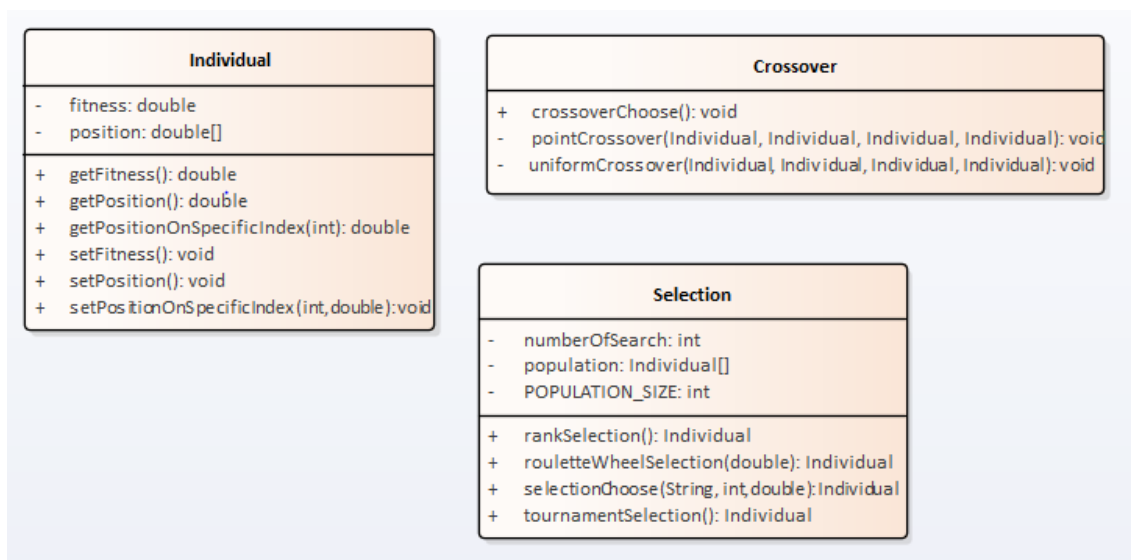 Individual
- fitness: double
- position: double[]
+ getFitness(): double
+ getPosition(): double
+ getPositionOnSpecificIndex(int): double
+ setFitness(): void
+ setPosition(): void
+ setPositionOnSpecificIndex(int,double):void
Crossover
+ crossoverChoose(): void
- pointCrossover(Individual, Individual, Individual, Individual): void
- uniformCrossover(Individual, Individual, Individual, Individual): void
Selection
- numberOfSearch: int
- population: Individual[]
- POPULATION_SIZE: int
+ rankSelection(): Individual
+ rouletteWheelSelection(double): Individual
+ selectionChoose(String, int,double):Individual
+ tournamentSelection(): Individual